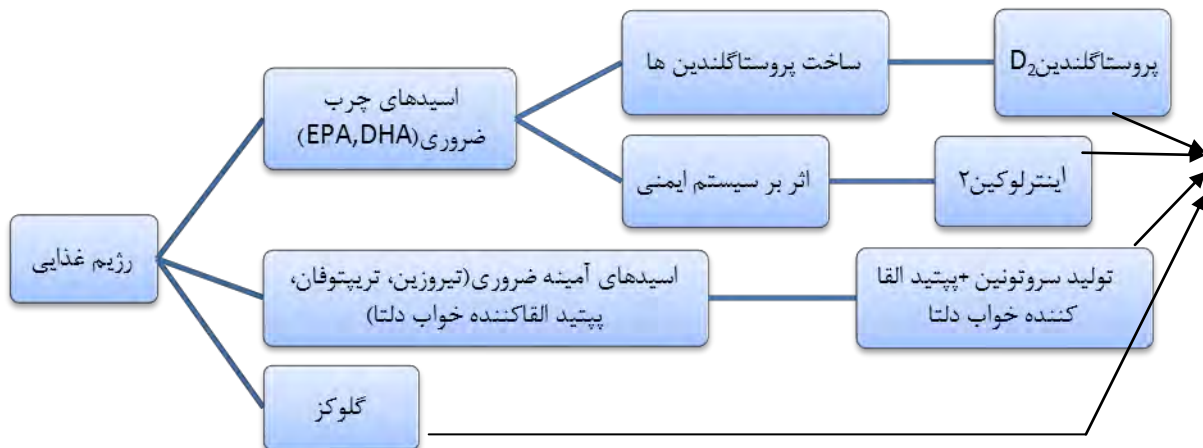 رژیم غذایی
اسیدهای چرب
ضروری(EPA,DHA)
ساخت پروستاگلندین ها
پروستاگلندینD₂
اثر بر سیستم ایمنی
اینترلوکین۲
اسیدهای آمینه ضروری(تیروزین، تریپتوفان،
پپتید القاکننده خواب دلتا)
تولید سروتونین +پپتید القا
کننده خواب دلتا
گلوکز